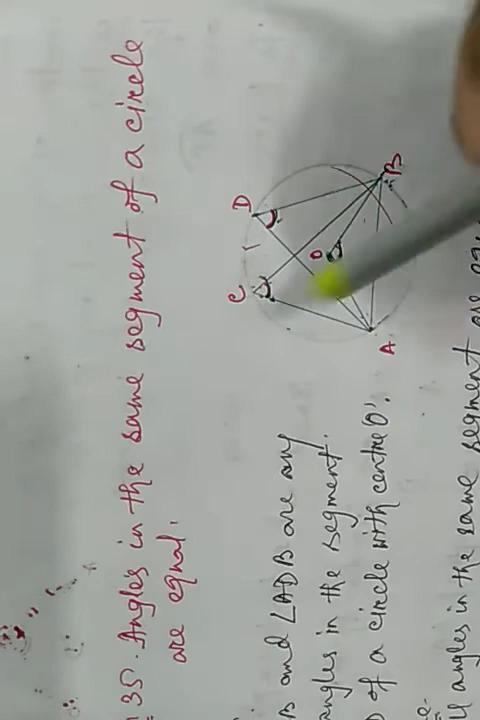 35. Angles in the same segment of a circle
are equal.
D
B
C
O
A
B and ∠ADB are any
angles in the segment.
of a circle with centre 'O'.
If angles in the same segment are